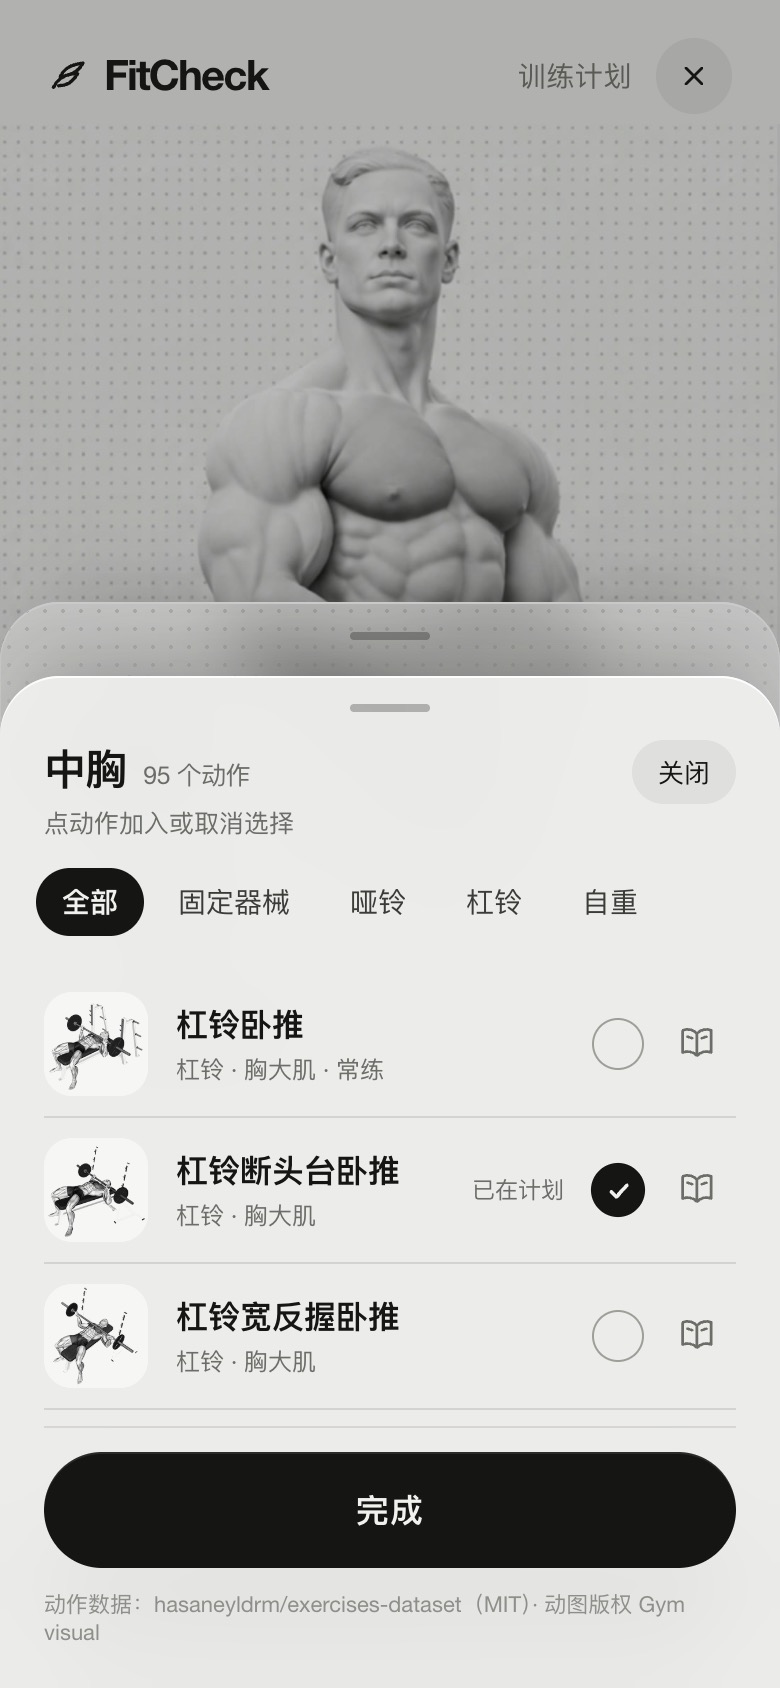 FitCheck
训练计划
中胸 95 个动作
关闭
点动作加入或取消选择
全部 固定器械 哑铃 杠铃 自重
杠铃卧推
杠铃 · 胸大肌 · 常练
杠铃断头台卧推
杠铃 · 胸大肌
已在计划
杠铃宽反握卧推
杠铃 · 胸大肌
完成
动作数据：hasaneyldrm/exercises-dataset（MIT）· 动图版权 Gym
visual